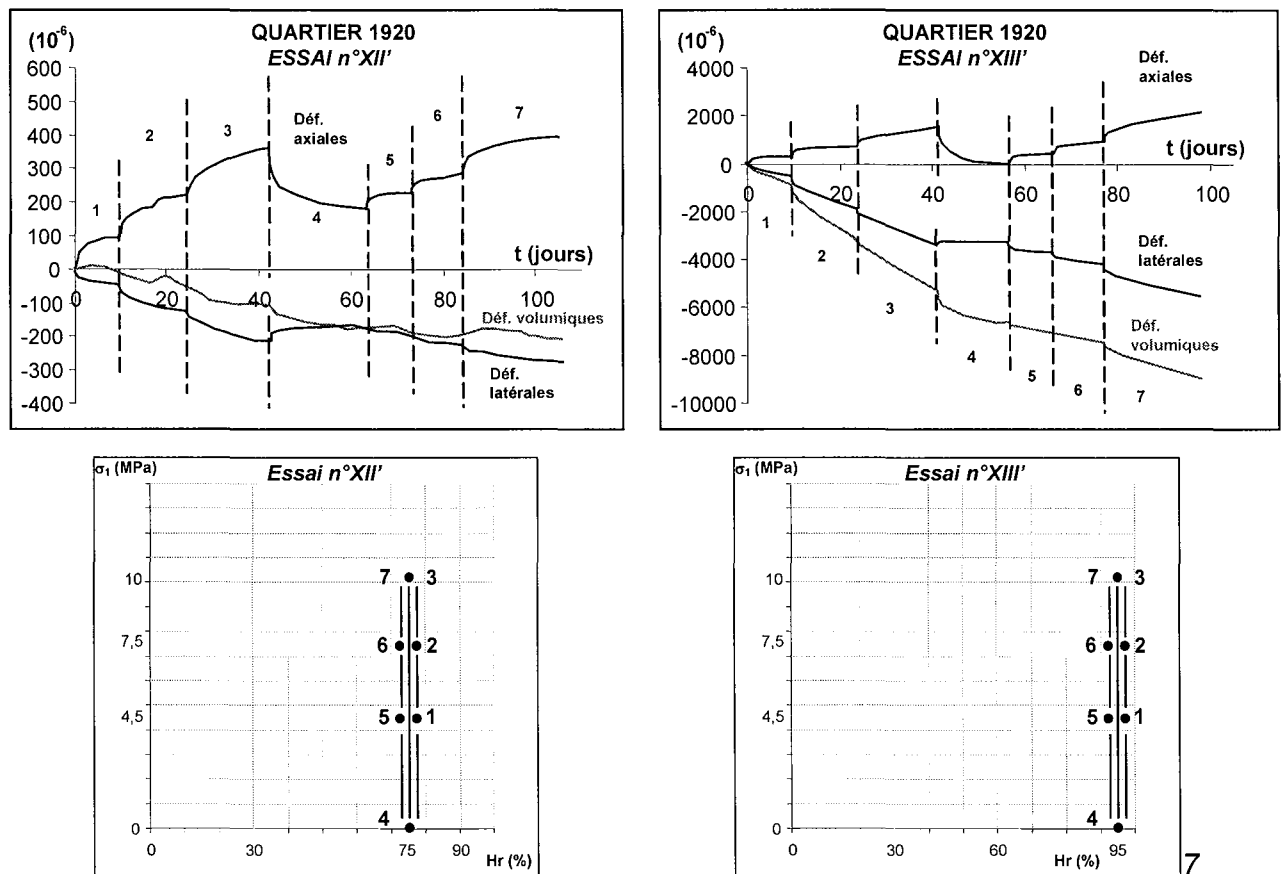 QUARTIER 1920
ESSAI n°XII'
(10⁻⁶)
600
500
400
300
200
100
0
-100
-200
-300
-400
0
20
40
60
80
100
t (jours)
1
2
3
4
5
6
7
Déf.
axiales
Déf. volumiques
Déf.
latérales
QUARTIER 1920
ESSAI n°XIII'
(10⁻⁶)
4000
2000
0
-2000
-4000
-6000
-8000
-10000
0
20
40
60
80
100
t (jours)
1
2
3
4
5
6
7
Déf.
axiales
Déf.
latérales
Déf.
volumiques
σ₁ (MPa)
Essai n°XII'
10
7,5
4,5
0
7 3
6 2
5 1
4
0 30 75 90
Hr (%)
σ₁ (MPa)
Essai n°XIII'
10
7,5
4,5
0
7 3
6 2
5 1
4
0 30 60 95
Hr (%)
7